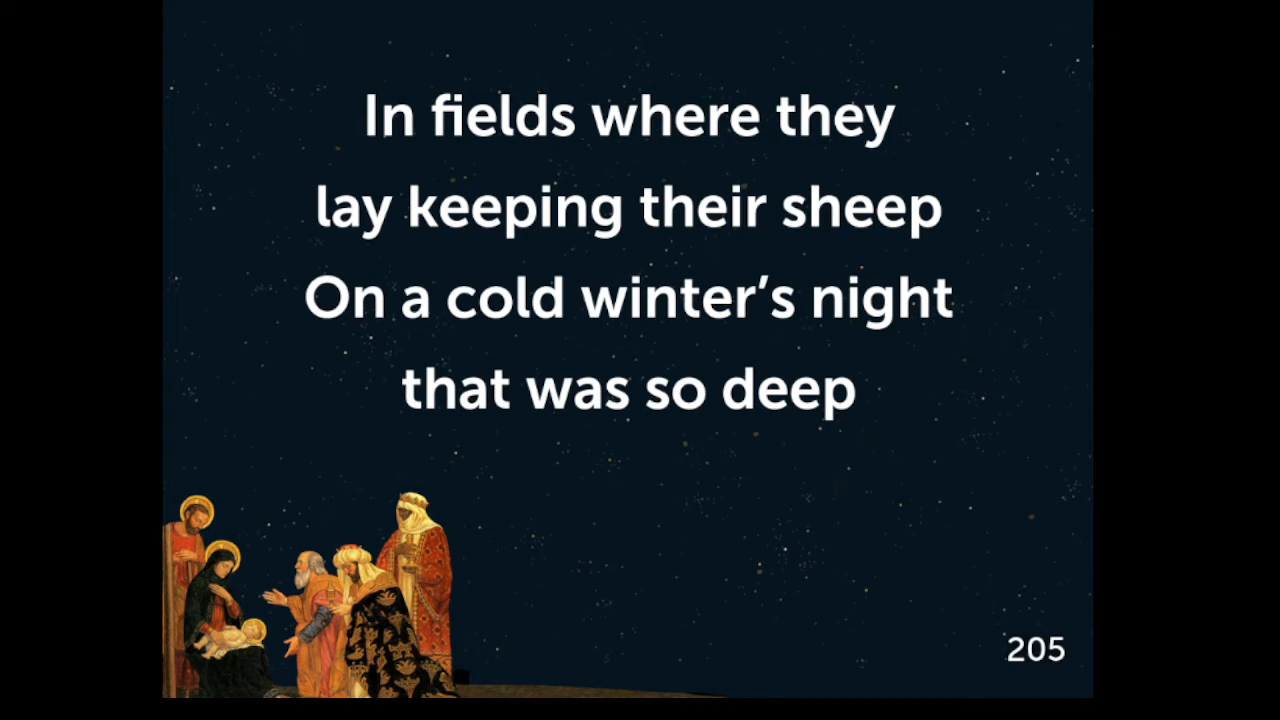 In fields where they
lay keeping their sheep
On a cold winter’s night
that was so deep
205